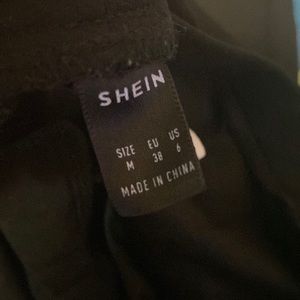 SHEIN
SIZE EU US
M 38 6
MADE IN CHINA